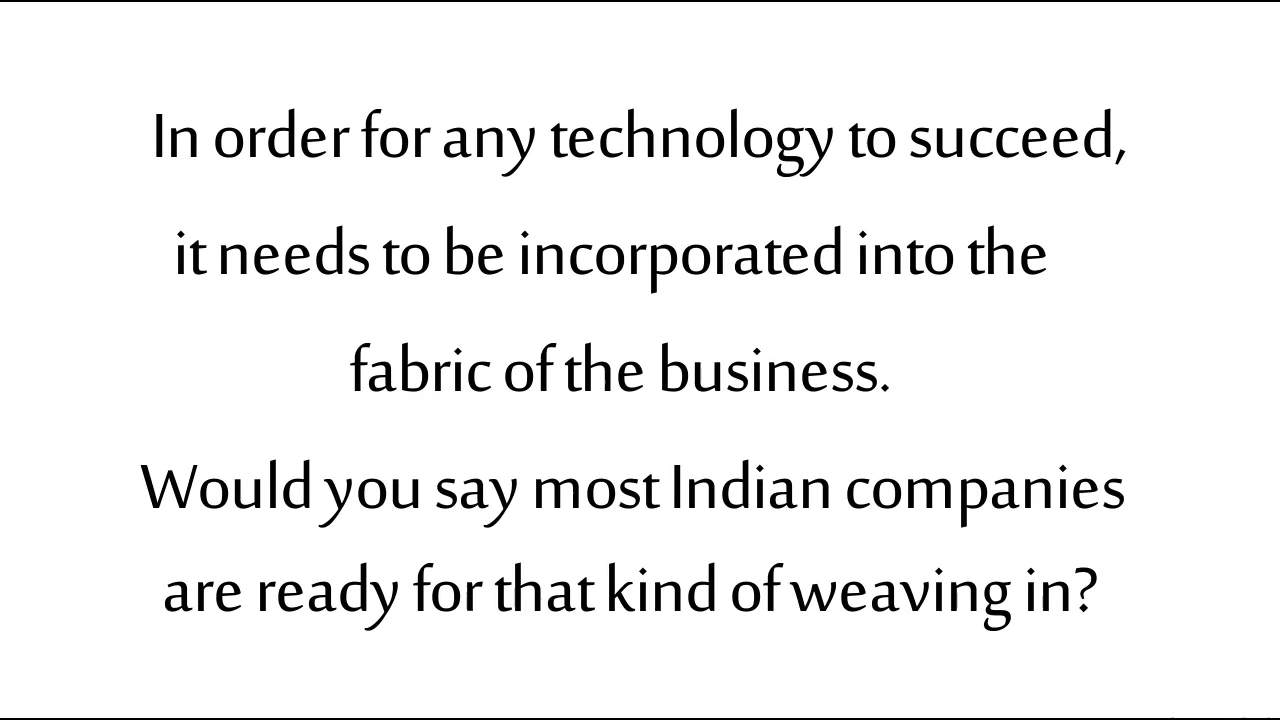 In order for any technology to succeed,
it needs to be incorporated into the
fabric of the business.
Would you say most Indian companies
are ready for that kind of weaving in?